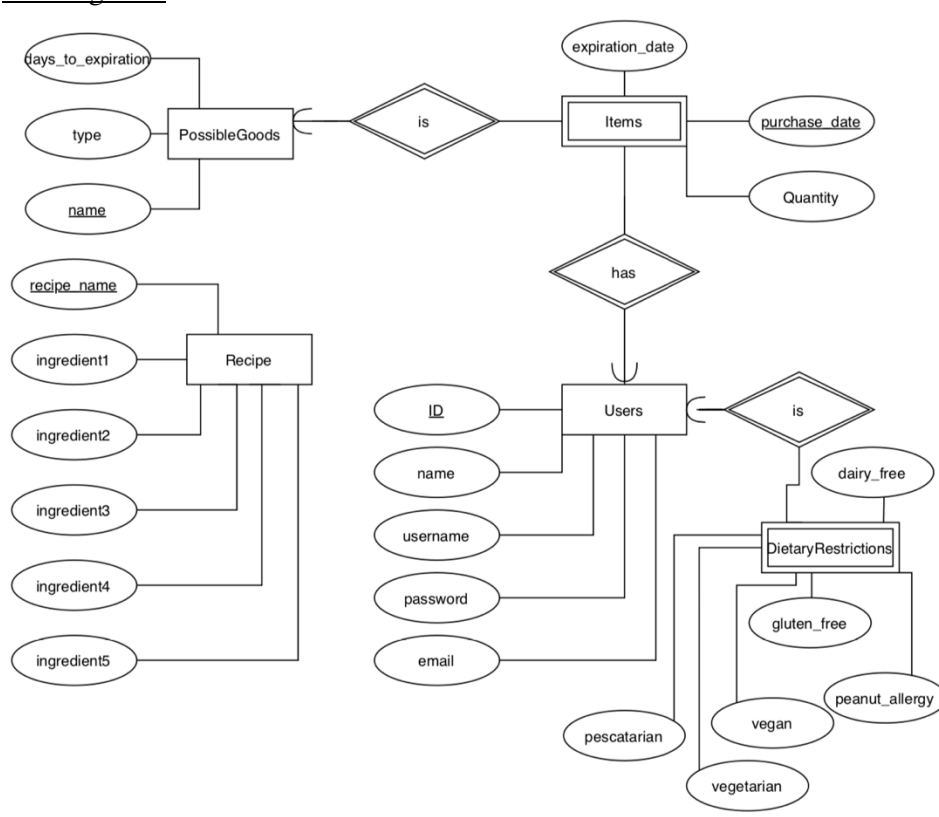 days_to_expiration
type
name
PossibleGoods
is
expiration_date
Items
purchase_date
Quantity
has
recipe_name
Recipe
ingredient1
ingredient2
ingredient3
ingredient4
ingredient5
ID
Users
name
username
password
email
is
dairy_free
DietaryRestrictions
gluten_free
peanut_allergy
vegan
pescatarian
vegetarian